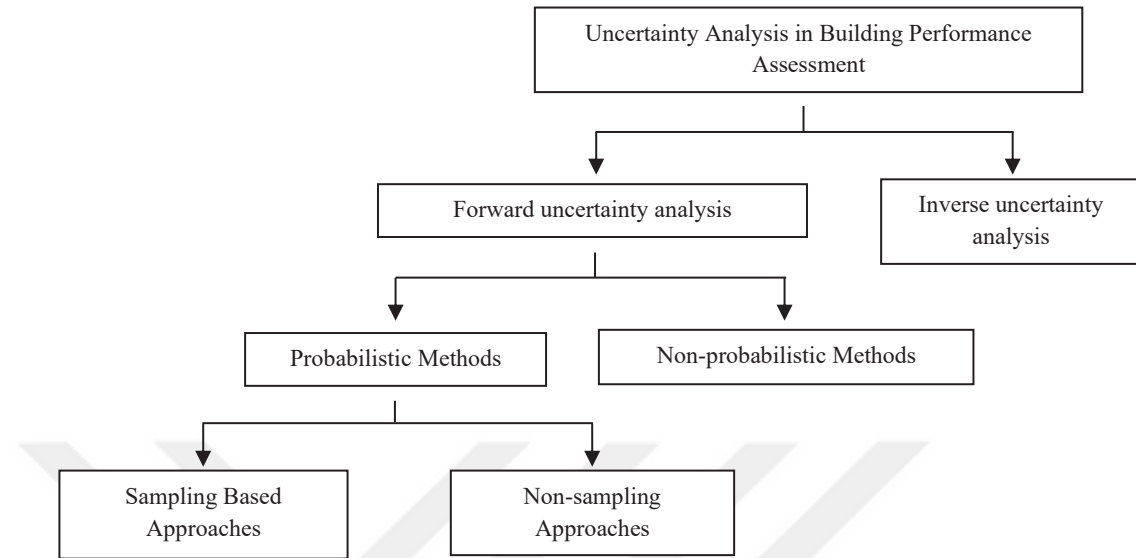 Uncertainty Analysis in Building Performance
Assessment
Forward uncertainty analysis
Inverse uncertainty
analysis
Probabilistic Methods
Non-probabilistic Methods
Sampling Based
Approaches
Non-sampling
Approaches